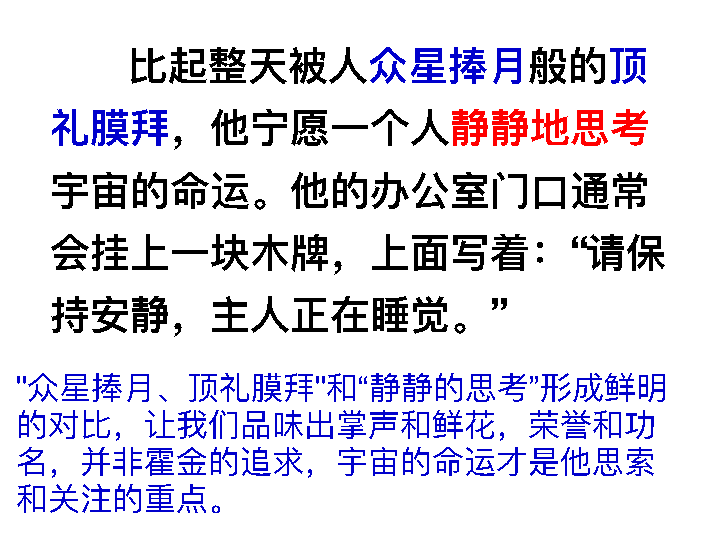 比起整天被人众星捧月般的顶
礼膜拜，他宁愿一个人静静地思考
宇宙的命运。他的办公室门口通常
会挂上一块木牌，上面写着：“请保
持安静，主人正在睡觉。”
"众星捧月、顶礼膜拜"和“静静的思考”形成鲜明
的对比，让我们品味出掌声和鲜花，荣誉和功
名，并非霍金的追求，宇宙的命运才是他思索
和关注的重点。